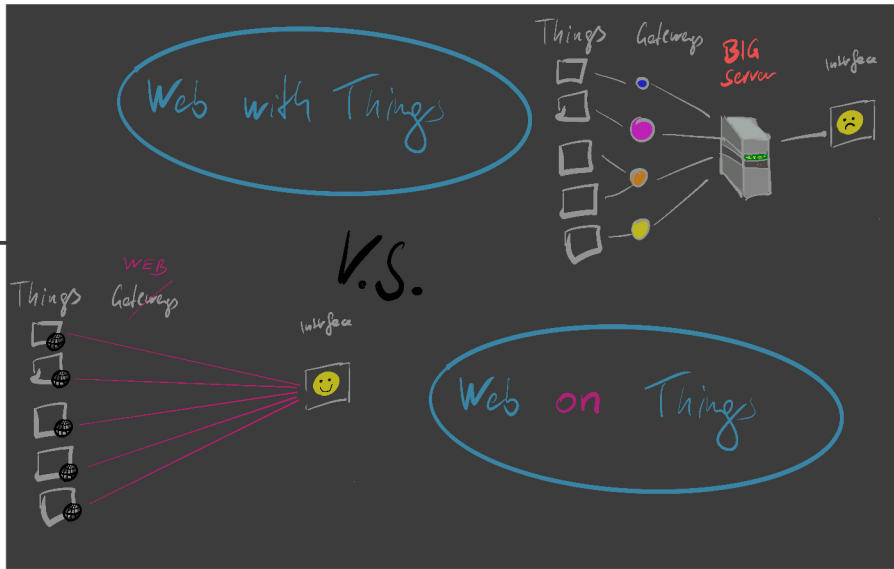 Things Gateways
BIG
Server
Interface
Web with Things
V.S.
WEB
Things Gateways
Interface
Web on Things